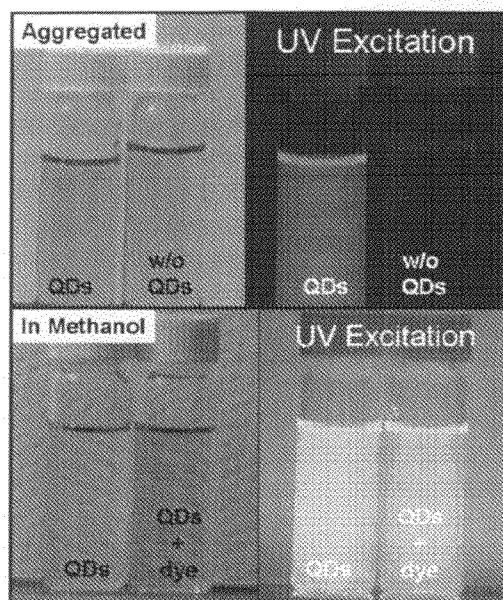 Aggregated
UV Excitation
QDs
w/o
QDs
QDs
w/o
QDs
In Methanol
UV Excitation
QDs
QDs
+
dye
QDs
QDs
+
dye